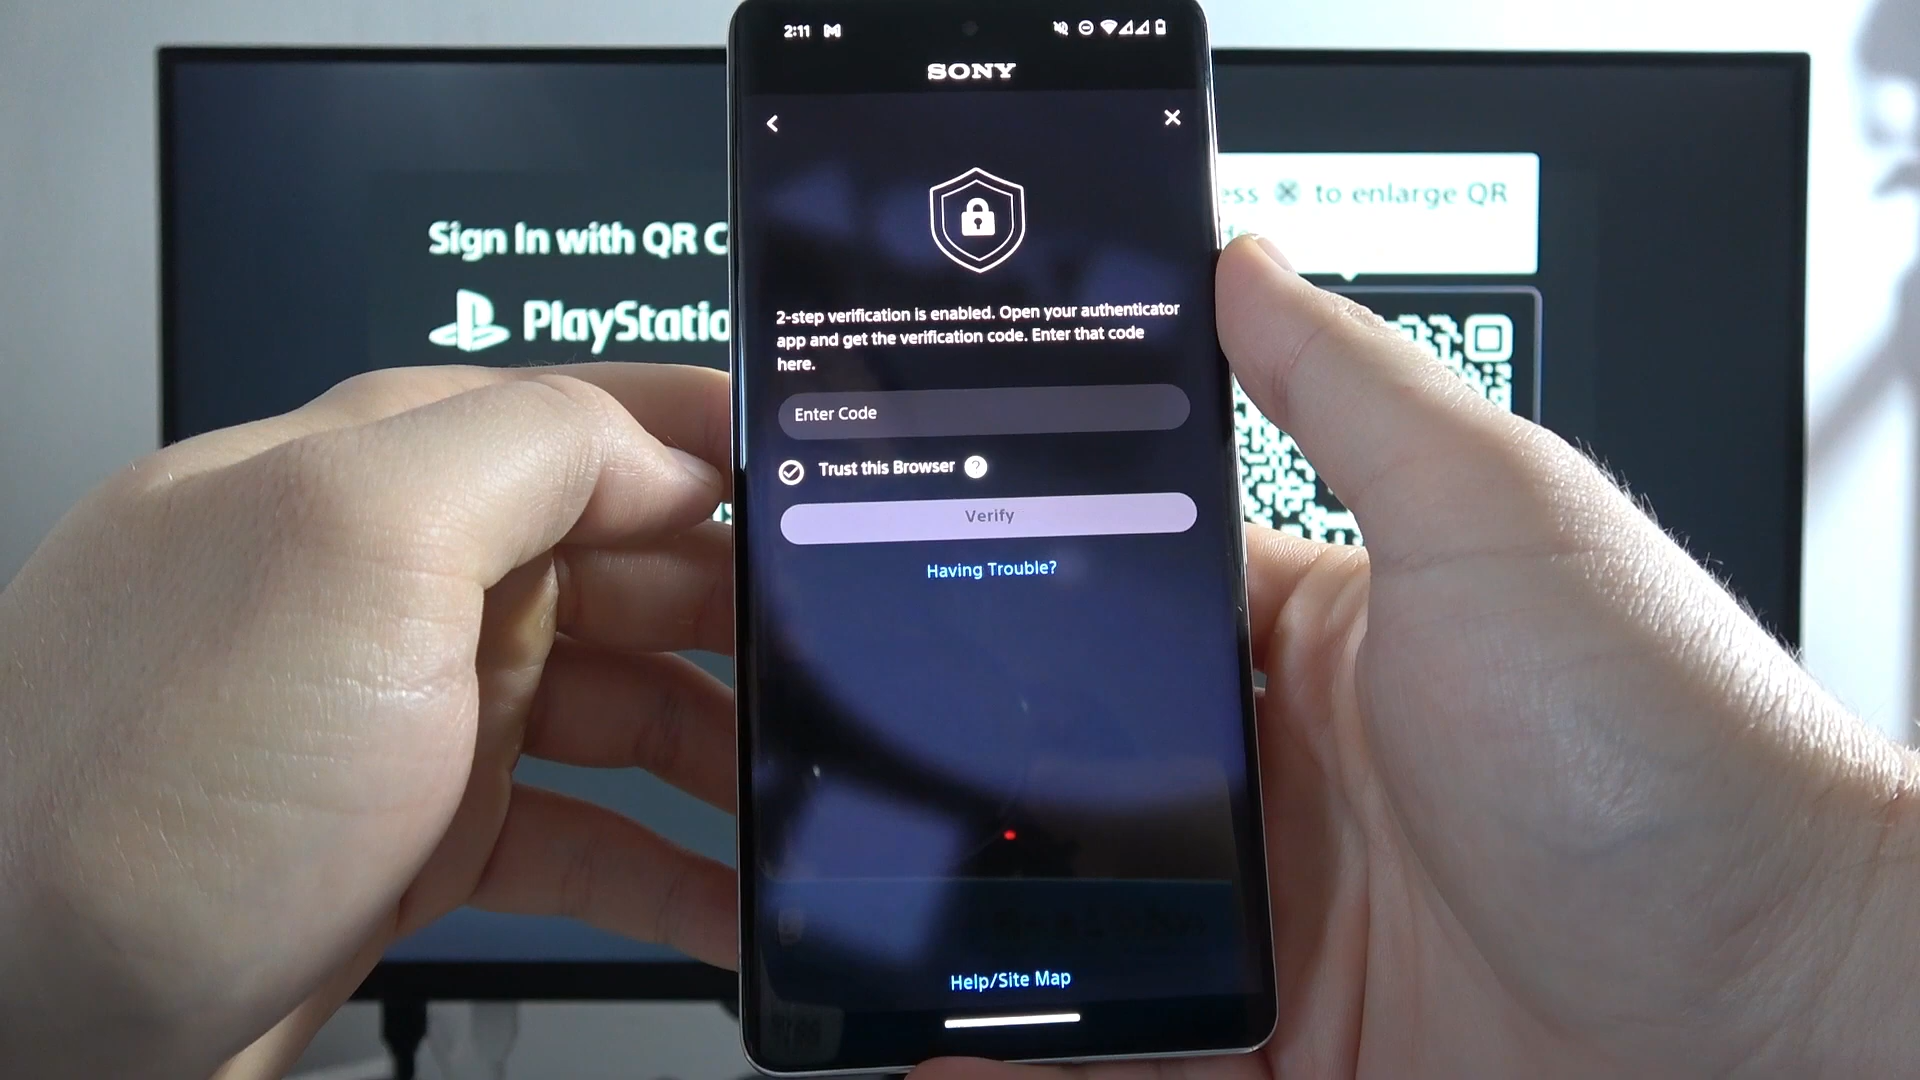 2:11
SONY
Sign In with QR C
PlayStatio
ess to enlarge QR
2-step verification is enabled. Open your authenticator
app and get the verification code. Enter that code
here.
Enter Code
Trust this Browser ?
Verify
Having Trouble?
Help/Site Map